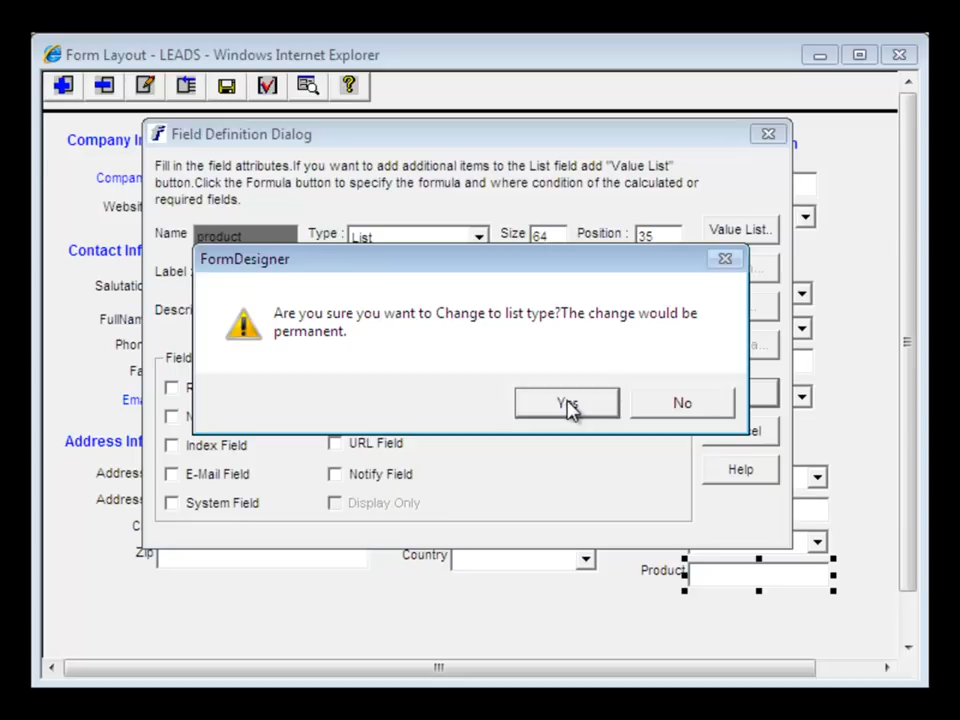 Form Layout - LEADS - Windows Internet Explorer
Company I
Field Definition Dialog
Fill in the field attributes.If you want to add additional items to the List field add "Value List"
button.Click the Formula button to specify the formula and where condition of the calculated or
required fields.
Compan
Websit
Name product Type : List Size 64 Position : 35 Value List..
Contact Inf
FormDesigner
Label :
Salutatic
Are you sure you want to Change to list type?The change would be
permanent.
Descri
FullNam
Phor
Field
Fa
Ema
Yes No
Address Inf
Index Field URL Field
Address
E-Mail Field Notify Field Help
Address
System Field Display Only
C
Zip Country
Product